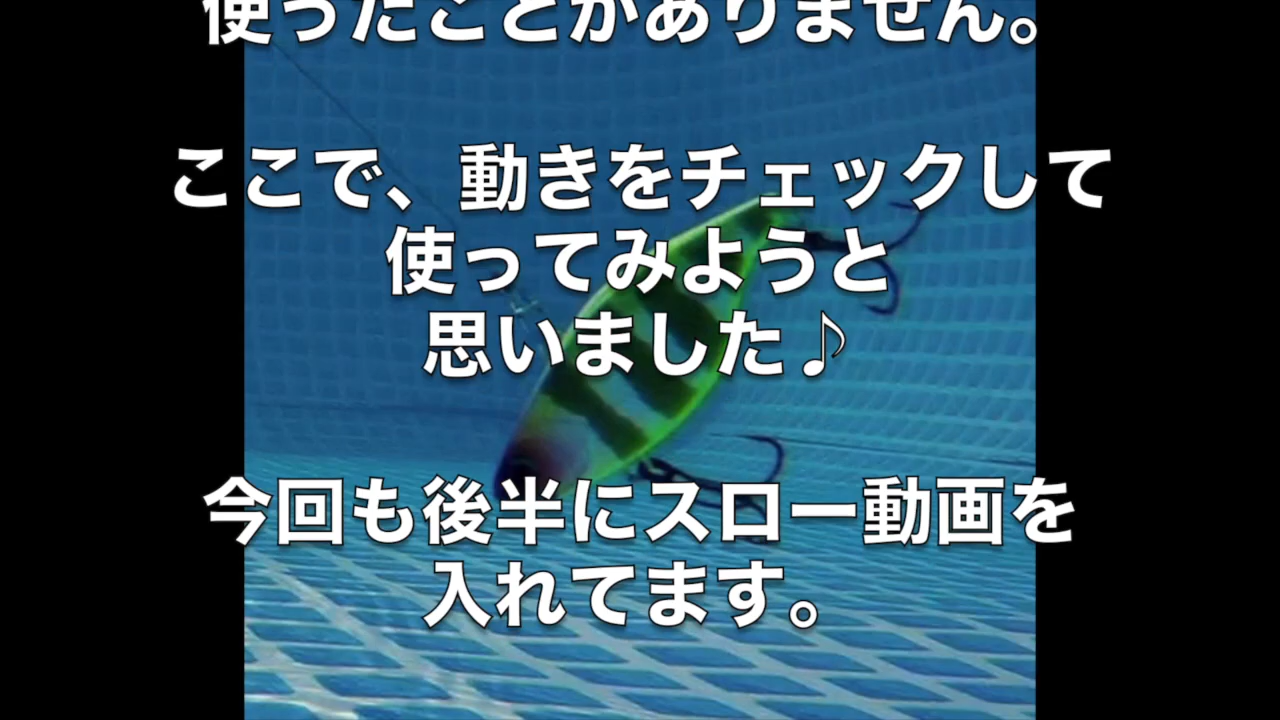 使ったことがありません。
ここで、動きをチェックして
使ってみようと
思いました♪
今回も後半にスロー動画を
入れてます。